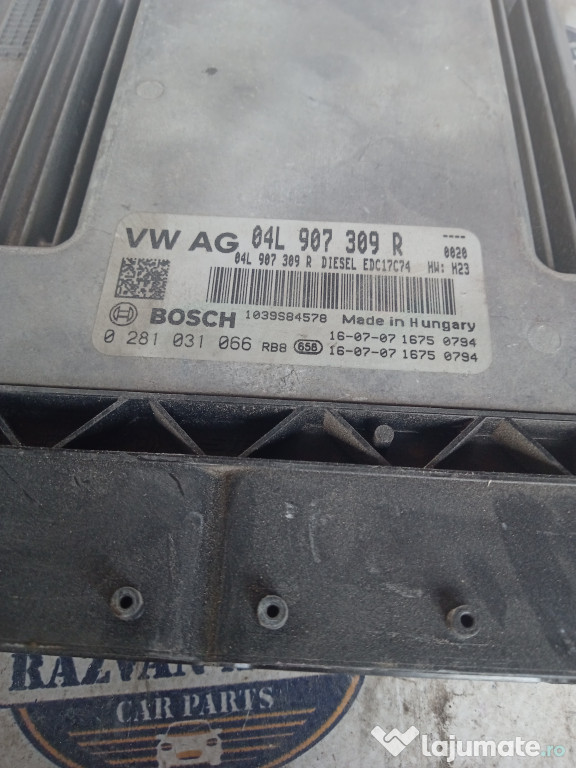 VW AG 04L 907 309 R ----
04L 907 309 R DIESEL EDC17C74 0020
HW: H23
BOSCH 1039S84578 Made in Hungary
0 281 031 066 RB8 658 16-07-07 1675 0794
16-07-07 1675 0794
RAZVAN
CAR PARTS
lajumate.ro